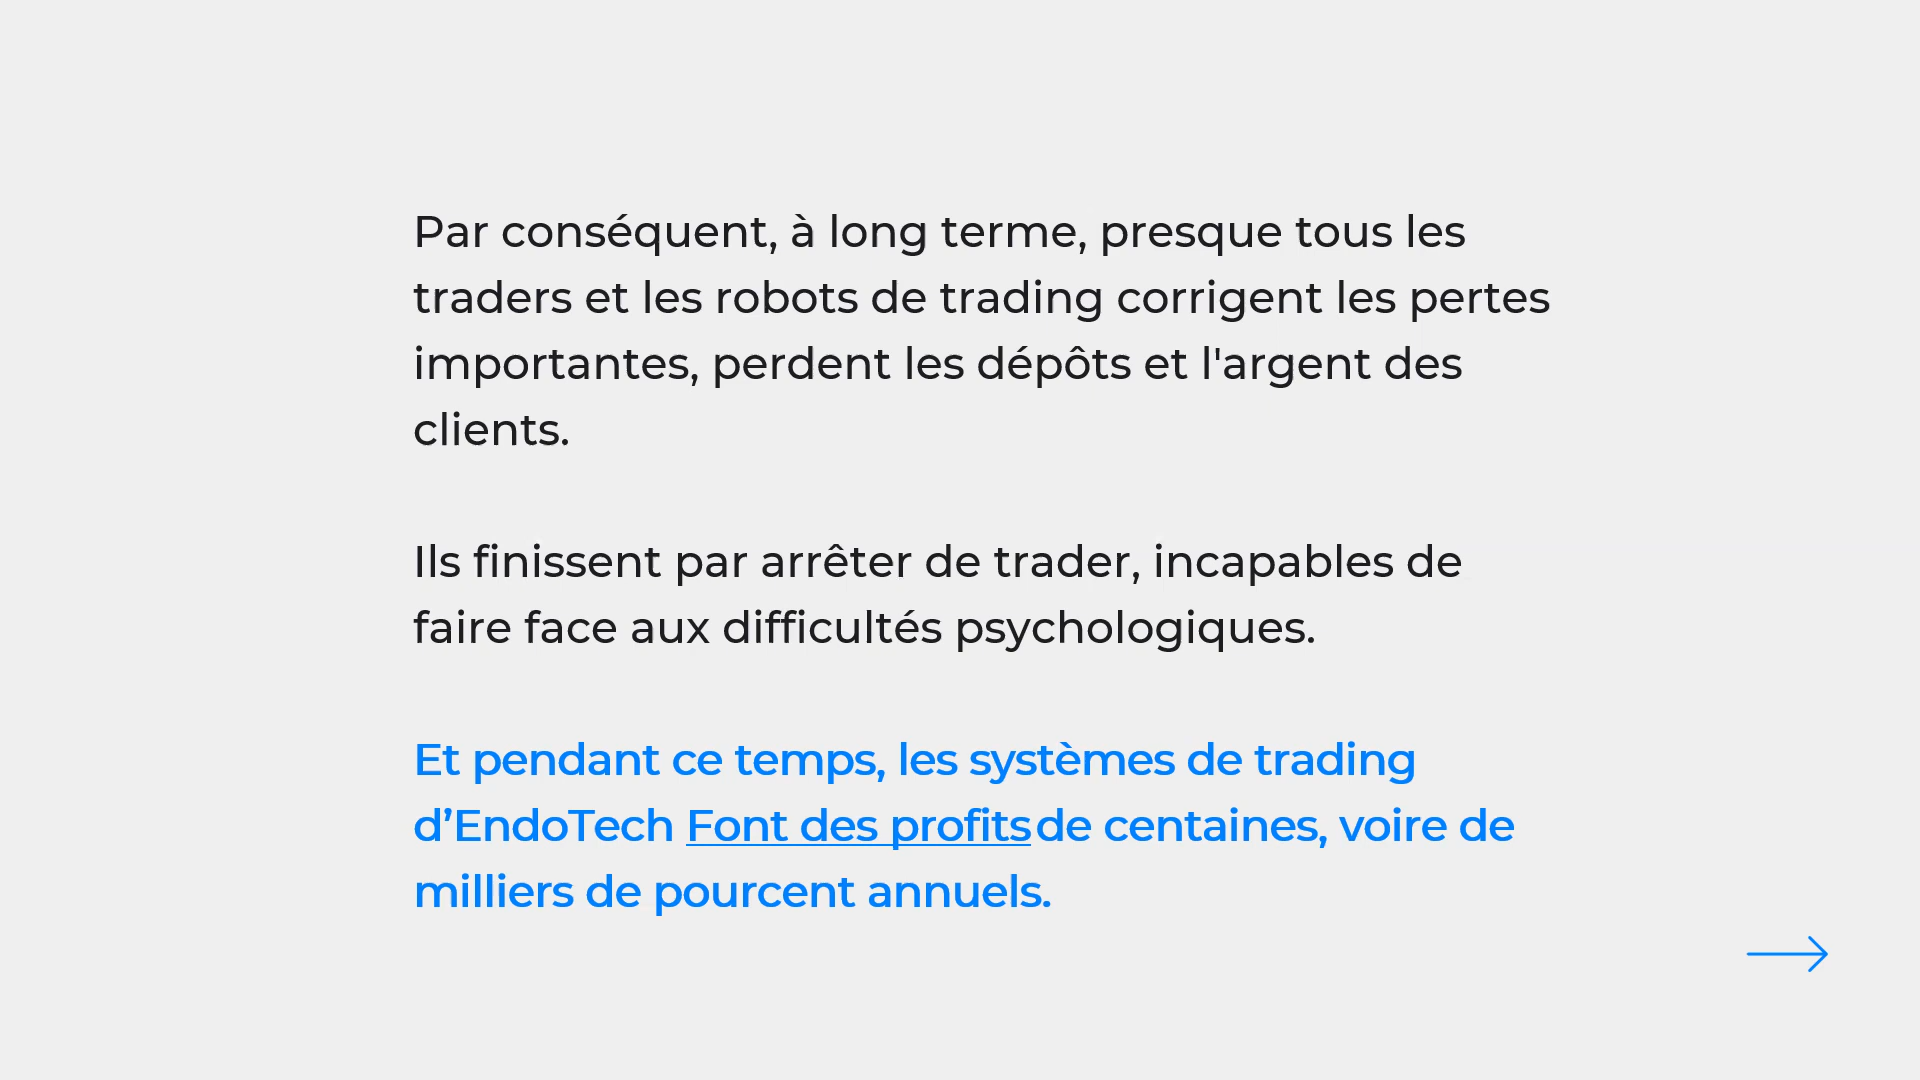 Par conséquent, à long terme, presque tous les
traders et les robots de trading corrigent les pertes
importantes, perdent les dépôts et l'argent des
clients.
Ils finissent par arrêter de trader, incapables de
faire face aux difficultés psychologiques.
Et pendant ce temps, les systèmes de trading
d’EndoTech Font des profits de centaines, voire de
milliers de pourcent annuels.